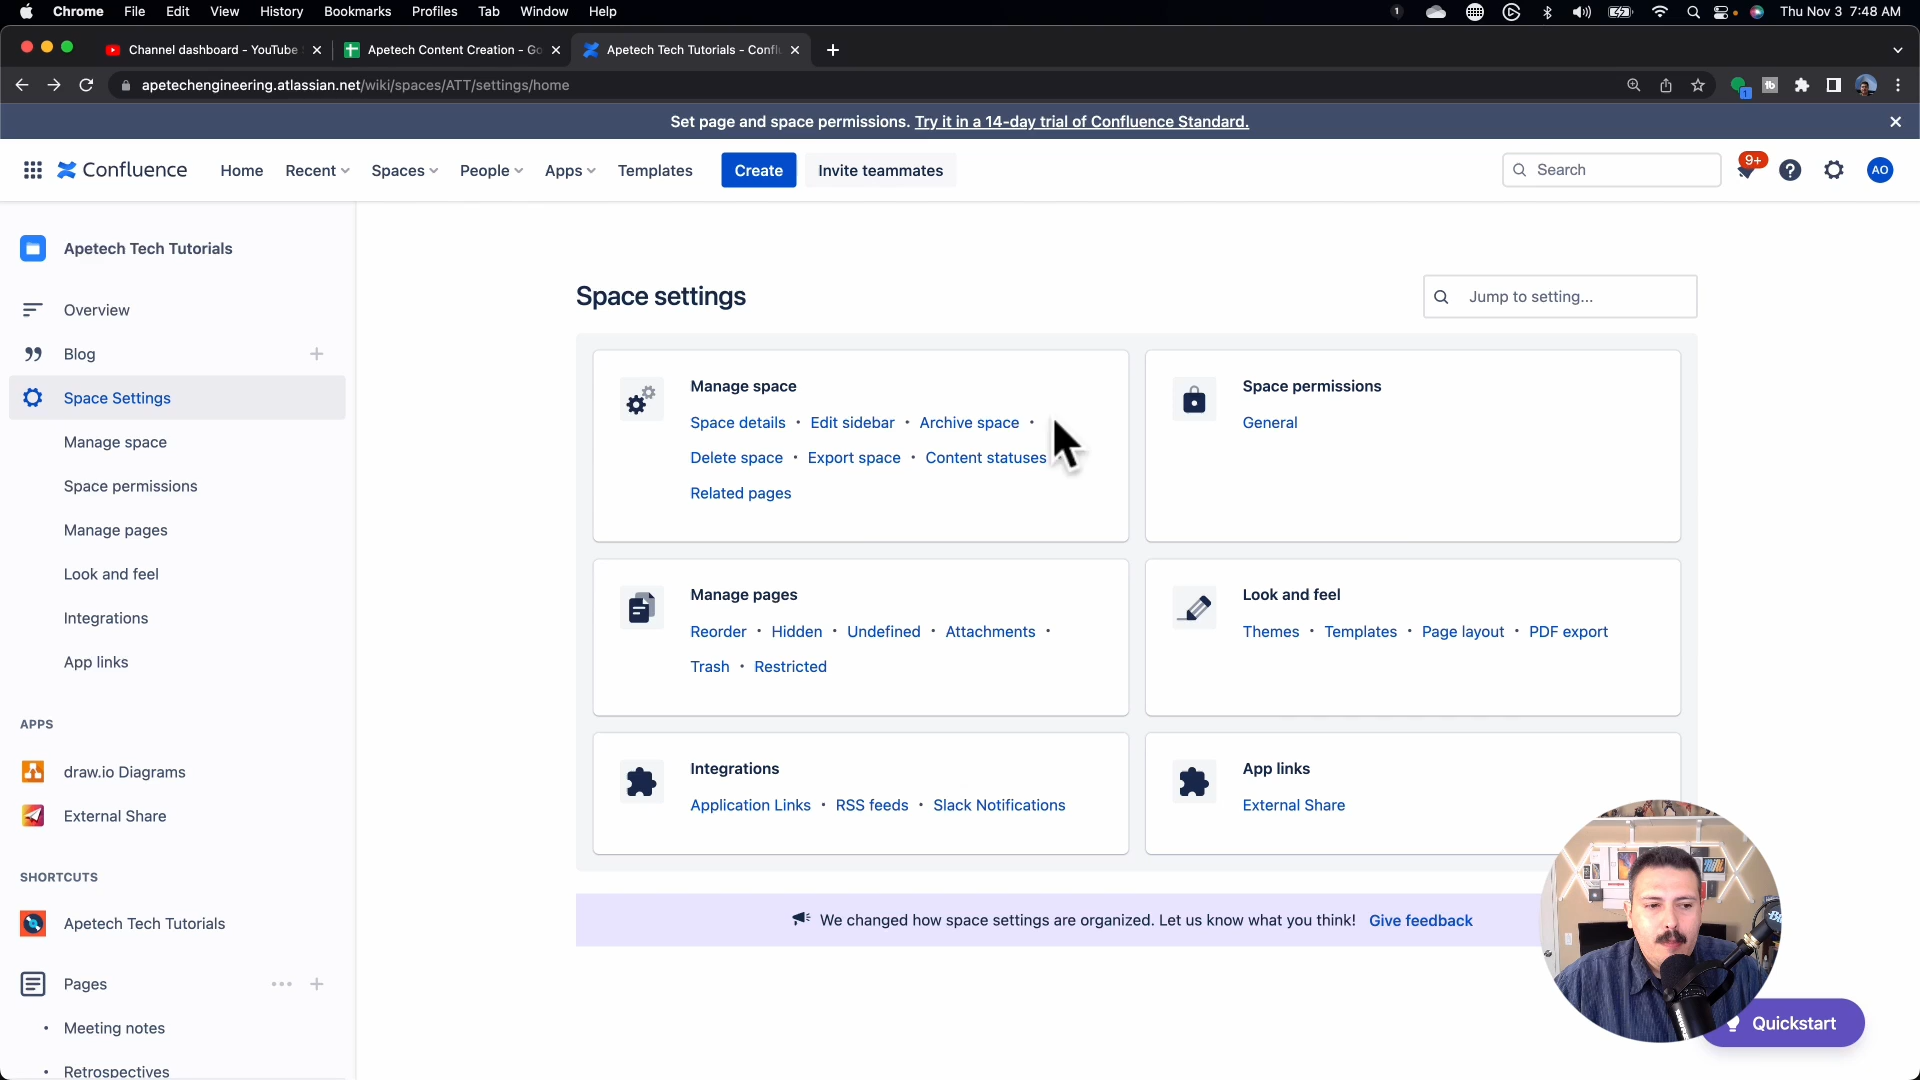 Chrome File Edit View History Bookmarks Profiles Tab Window Help
1
Thu Nov 3 7:48 AM
Channel dashboard - YouTube
Apetech Content Creation - Go
Apetech Tech Tutorials - Conflu
apetechengineering.atlassian.net/wiki/spaces/ATT/settings/home
1
tb
Set page and space permissions. Try it in a 14-day trial of Confluence Standard.
Confluence Home Recent Spaces People Apps Templates Create Invite teammates
Search
9+
AO
Apetech Tech Tutorials
Overview
Blog
Space Settings
Manage space
Space permissions
Manage pages
Look and feel
Integrations
App links
APPS
draw.io Diagrams
External Share
SHORTCUTS
Apetech Tech Tutorials
Pages
• Meeting notes
• Retrospectives
Space settings
Jump to setting...
Manage space
Space details • Edit sidebar • Archive space •
Delete space • Export space • Content statuses
Related pages
Space permissions
General
Manage pages
Reorder • Hidden • Undefined • Attachments •
Trash • Restricted
Look and feel
Themes • Templates • Page layout • PDF export
Integrations
Application Links • RSS feeds • Slack Notifications
App links
External Share
We changed how space settings are organized. Let us know what you think! Give feedback
Quickstart